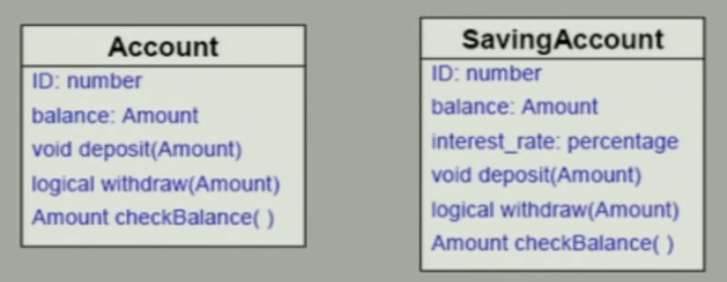 Account
ID: number
balance: Amount
void deposit(Amount)
logical withdraw(Amount)
Amount checkBalance( )
SavingAccount
ID: number
balance: Amount
interest_rate: percentage
void deposit(Amount)
logical withdraw(Amount)
Amount checkBalance( )